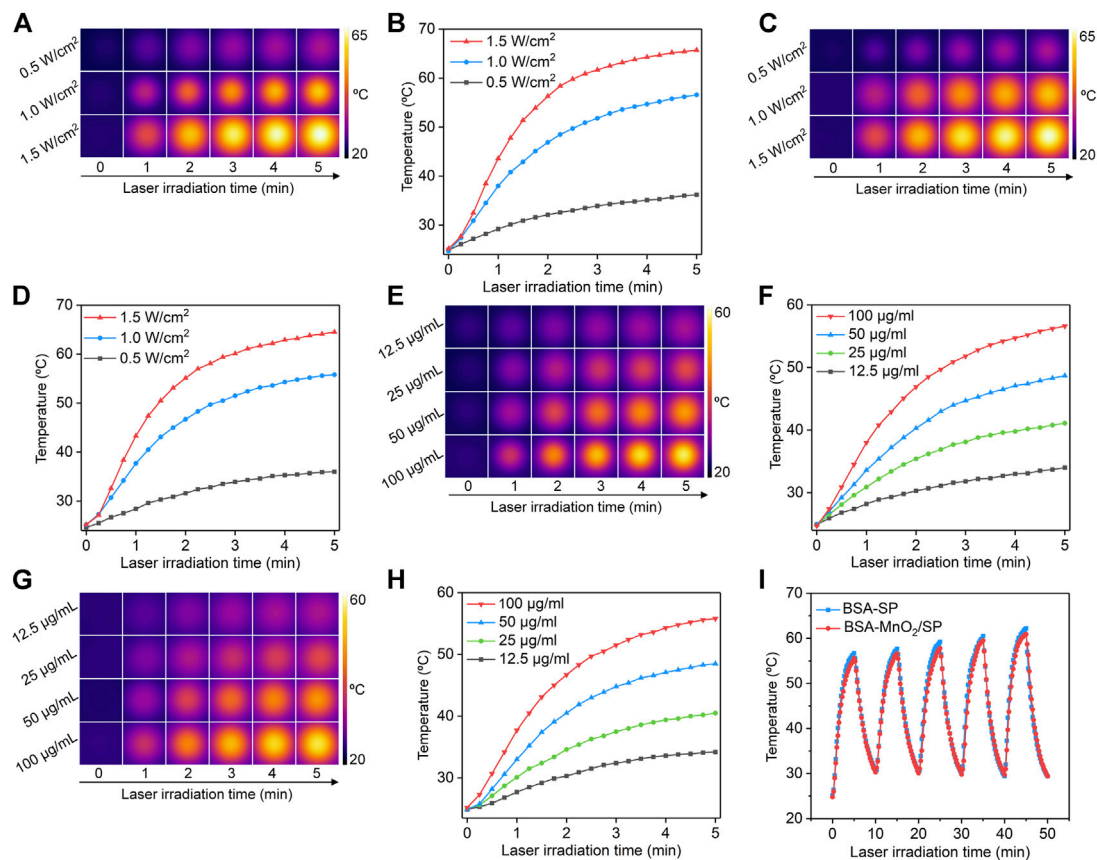 A
0.5 W/cm²
1.0 W/cm²
1.5 W/cm²
65
ºC
20
0 1 2 3 4 5
Laser irradiation time (min)
B
Temperature (ºC)
70
60
50
40
30
1.5 W/cm²
1.0 W/cm²
0.5 W/cm²
0 1 2 3 4 5
Laser irradiation time (min)
C
0.5 W/cm²
1.0 W/cm²
1.5 W/cm²
65
ºC
20
0 1 2 3 4 5
Laser irradiation time (min)
D
Temperature (ºC)
70
60
50
40
30
1.5 W/cm²
1.0 W/cm²
0.5 W/cm²
0 1 2 3 4 5
Laser irradiation time (min)
E
12.5 µg/mL
25 µg/mL
50 µg/mL
100 µg/mL
60
ºC
20
0 1 2 3 4 5
Laser irradiation time (min)
F
Temperature (ºC)
60
50
40
30
100 µg/ml
50 µg/ml
25 µg/ml
12.5 µg/ml
0 1 2 3 4 5
Laser irradiation time (min)
G
12.5 µg/mL
25 µg/mL
50 µg/mL
100 µg/mL
60
ºC
20
0 1 2 3 4 5
Laser irradiation time (min)
H
Temperature (ºC)
60
50
40
30
100 µg/ml
50 µg/ml
25 µg/ml
12.5 µg/ml
0 1 2 3 4 5
Laser irradiation time (min)
I
Temperature (ºC)
70
60
50
40
30
20
BSA-SP
BSA-MnO₂/SP
0 10 20 30 40 50
Laser irradiation time (min)